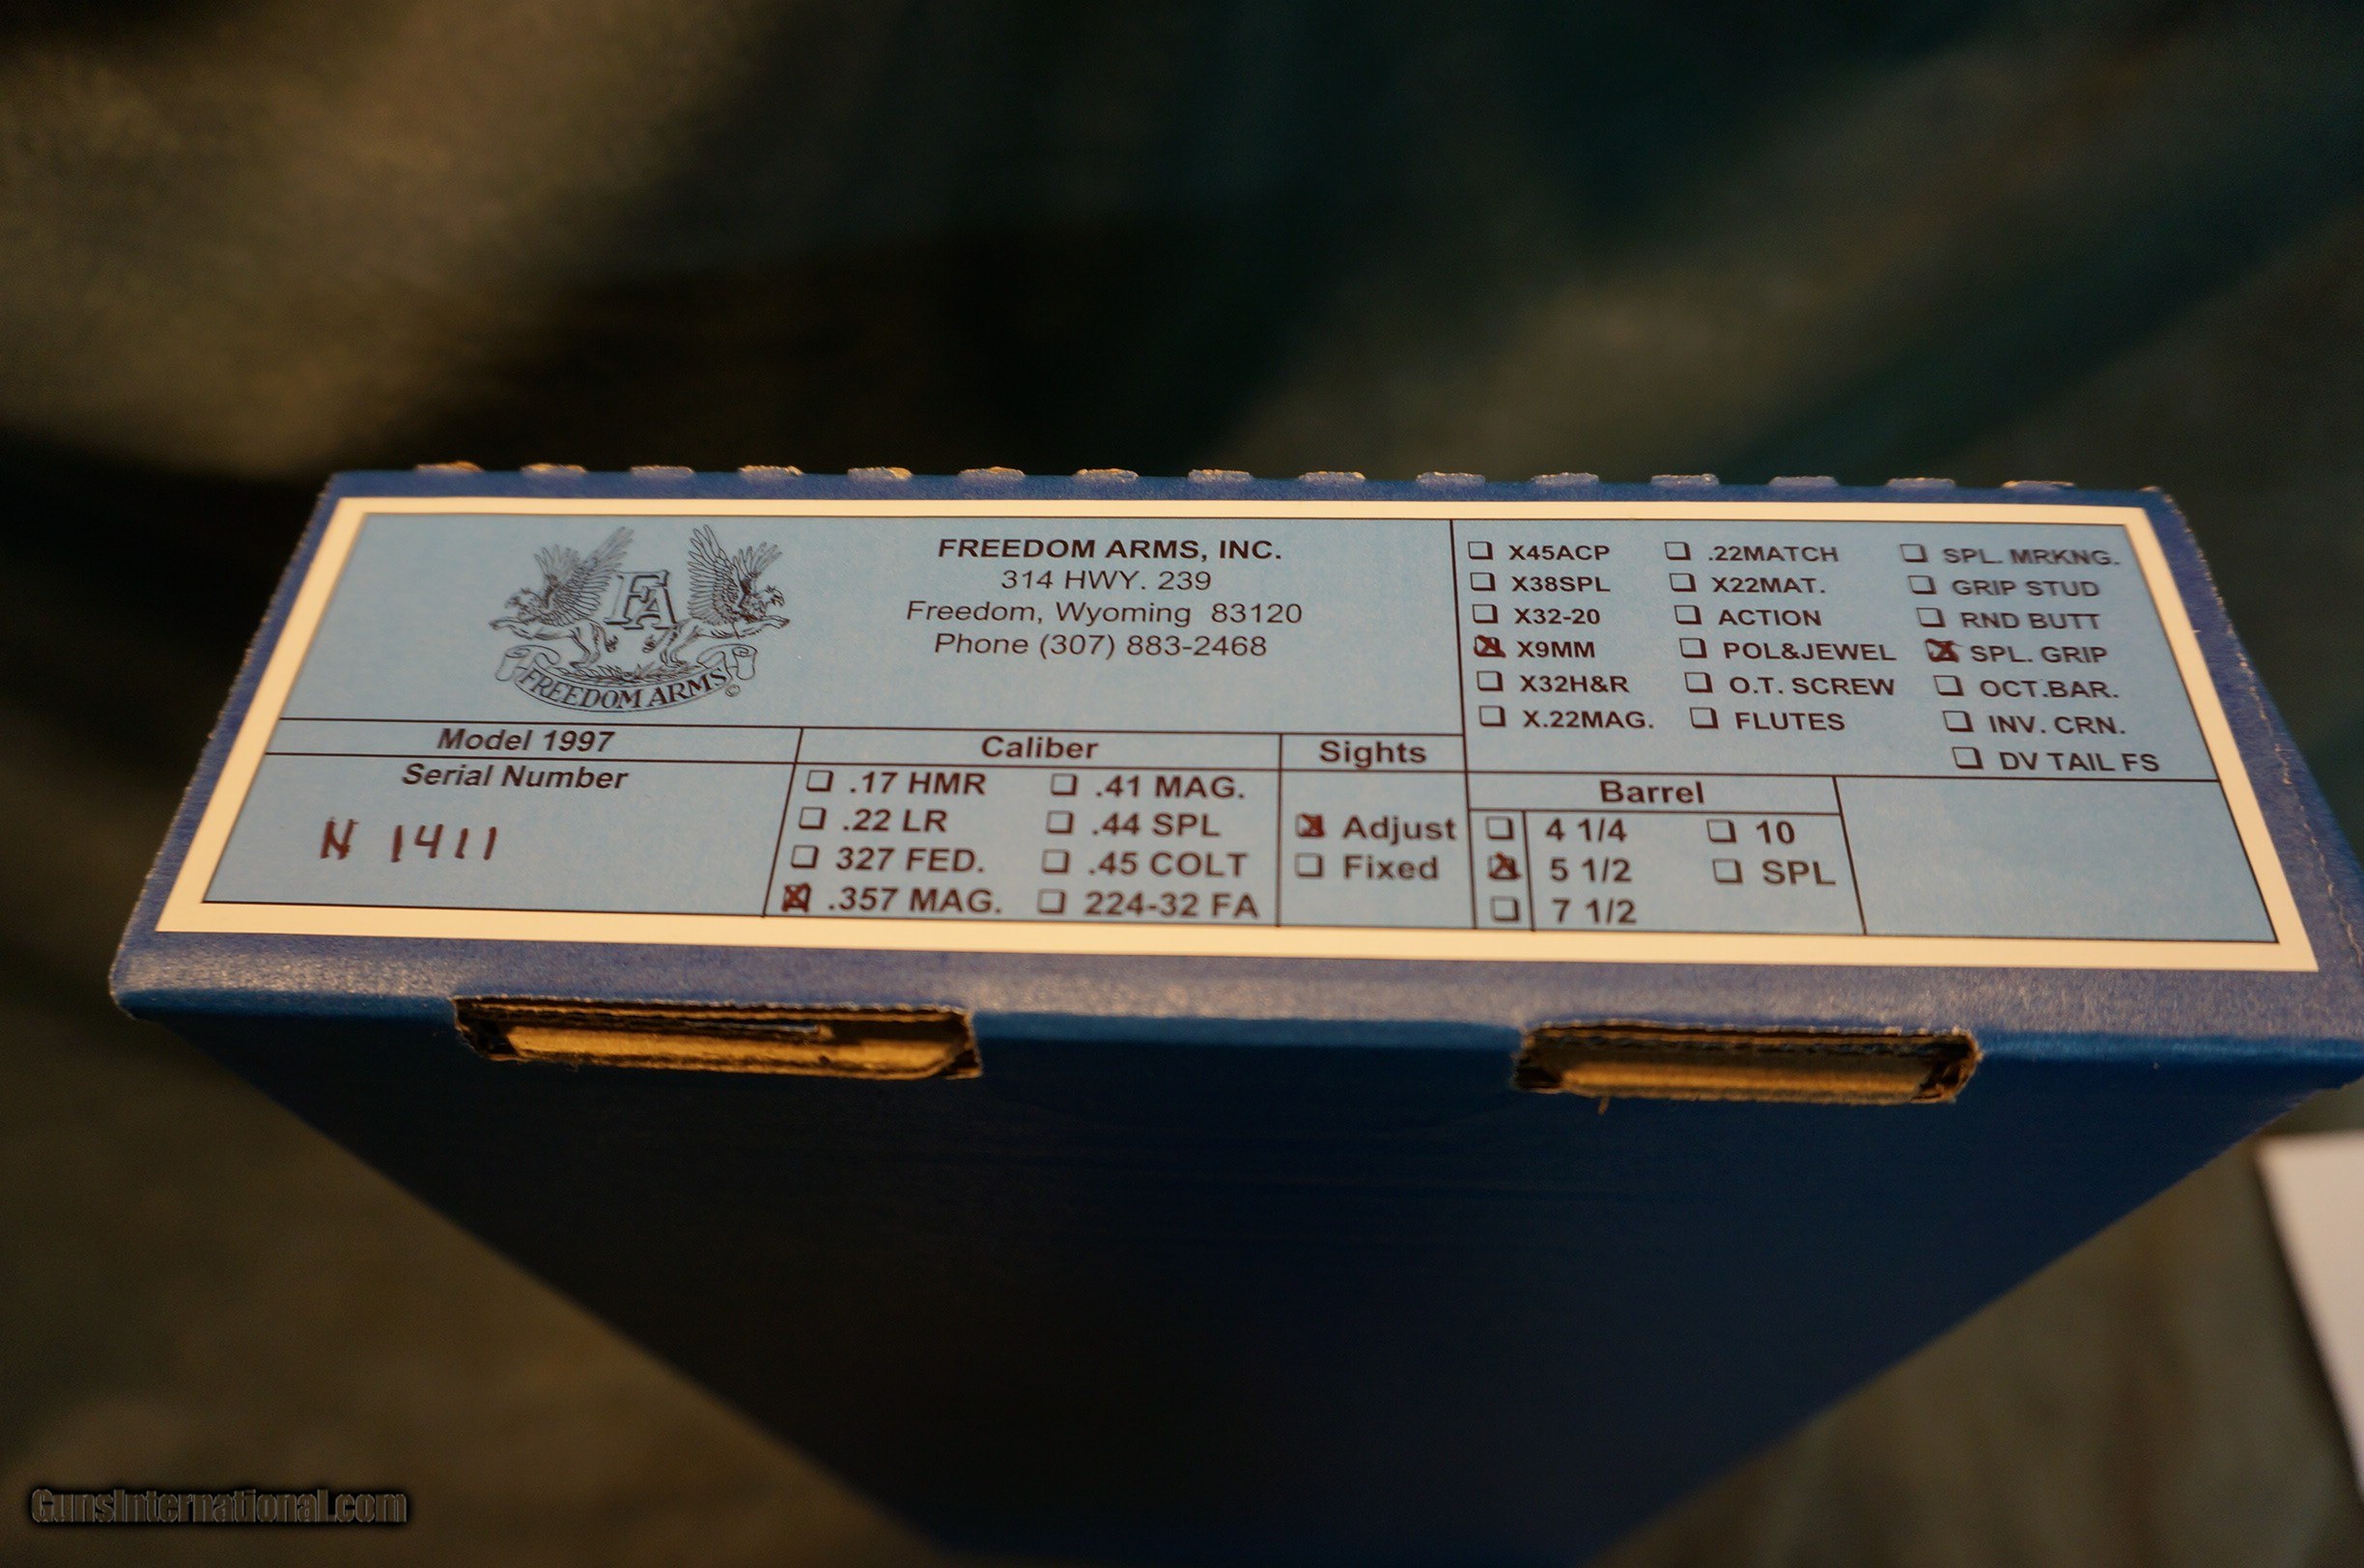 FA
FREEDOM ARMS ©
FREEDOM ARMS, INC.
314 HWY. 239
Freedom, Wyoming 83120
Phone (307) 883-2468
☐ X45ACP ☐ .22MATCH ☐ SPL. MRKNG.
☐ X38SPL ☐ X22MAT. ☐ GRIP STUD
☐ X32-20 ☐ ACTION ☐ RND BUTT
☒ X9MM ☐ POL&JEWEL ☒ SPL. GRIP
☐ X32H&R ☐ O.T. SCREW ☐ OCT.BAR.
☐ X.22MAG. ☐ FLUTES ☐ INV. CRN.
☐ DV TAIL FS
Model 1997
Serial Number
N 1411
Caliber
☐ .17 HMR ☐ .41 MAG.
☐ .22 LR ☐ .44 SPL
☐ 327 FED. ☐ .45 COLT
☒ .357 MAG. ☐ 224-32 FA
Sights
☒ Adjust
☐ Fixed
Barrel
☐ 4 1/4 ☐ 10
☒ 5 1/2 ☐ SPL
☐ 7 1/2
GunsInternational.com